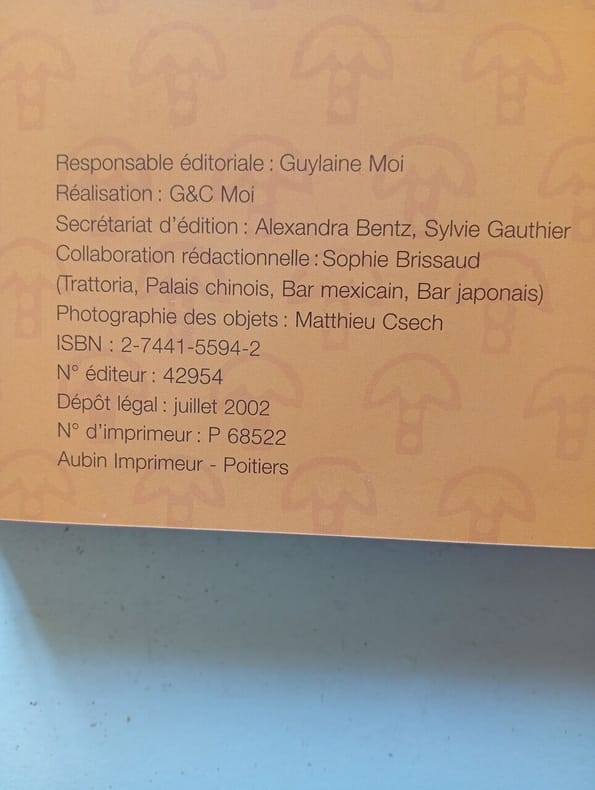 Responsable éditoriale : Guylaine Moi
Réalisation : G&C Moi
Secrétariat d'édition : Alexandra Bentz, Sylvie Gauthier
Collaboration rédactionnelle : Sophie Brissaud
(Trattoria, Palais chinois, Bar mexicain, Bar japonais)
Photographie des objets : Matthieu Csech
ISBN : 2-7441-5594-2
N° éditeur : 42954
Dépôt légal : juillet 2002
N° d'imprimeur : P 68522
Aubin Imprimeur - Poitiers